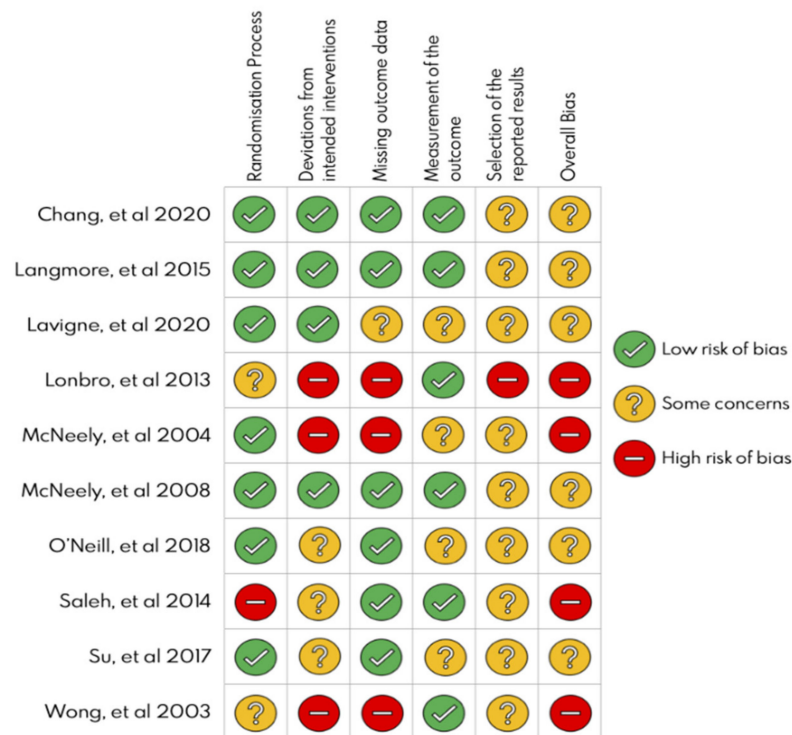 Randomisation Process
Deviations from
intended interventions
Missing outcome data
Measurement of the
outcome
Selection of the
reported results
Overall Bias
Chang, et al 2020
Langmore, et al 2015
Lavigne, et al 2020
Lonbro, et al 2013
McNeely, et al 2004
McNeely, et al 2008
O'Neill, et al 2018
Saleh, et al 2014
Su, et al 2017
Wong, et al 2003
Low risk of bias
Some concerns
High risk of bias